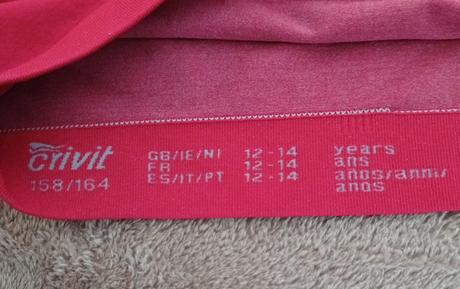 crivit
158/164
GB/IE/NI 12-14 years
FR 12-14 ans
ES/IT/PT 12-14 años/anni/
anos